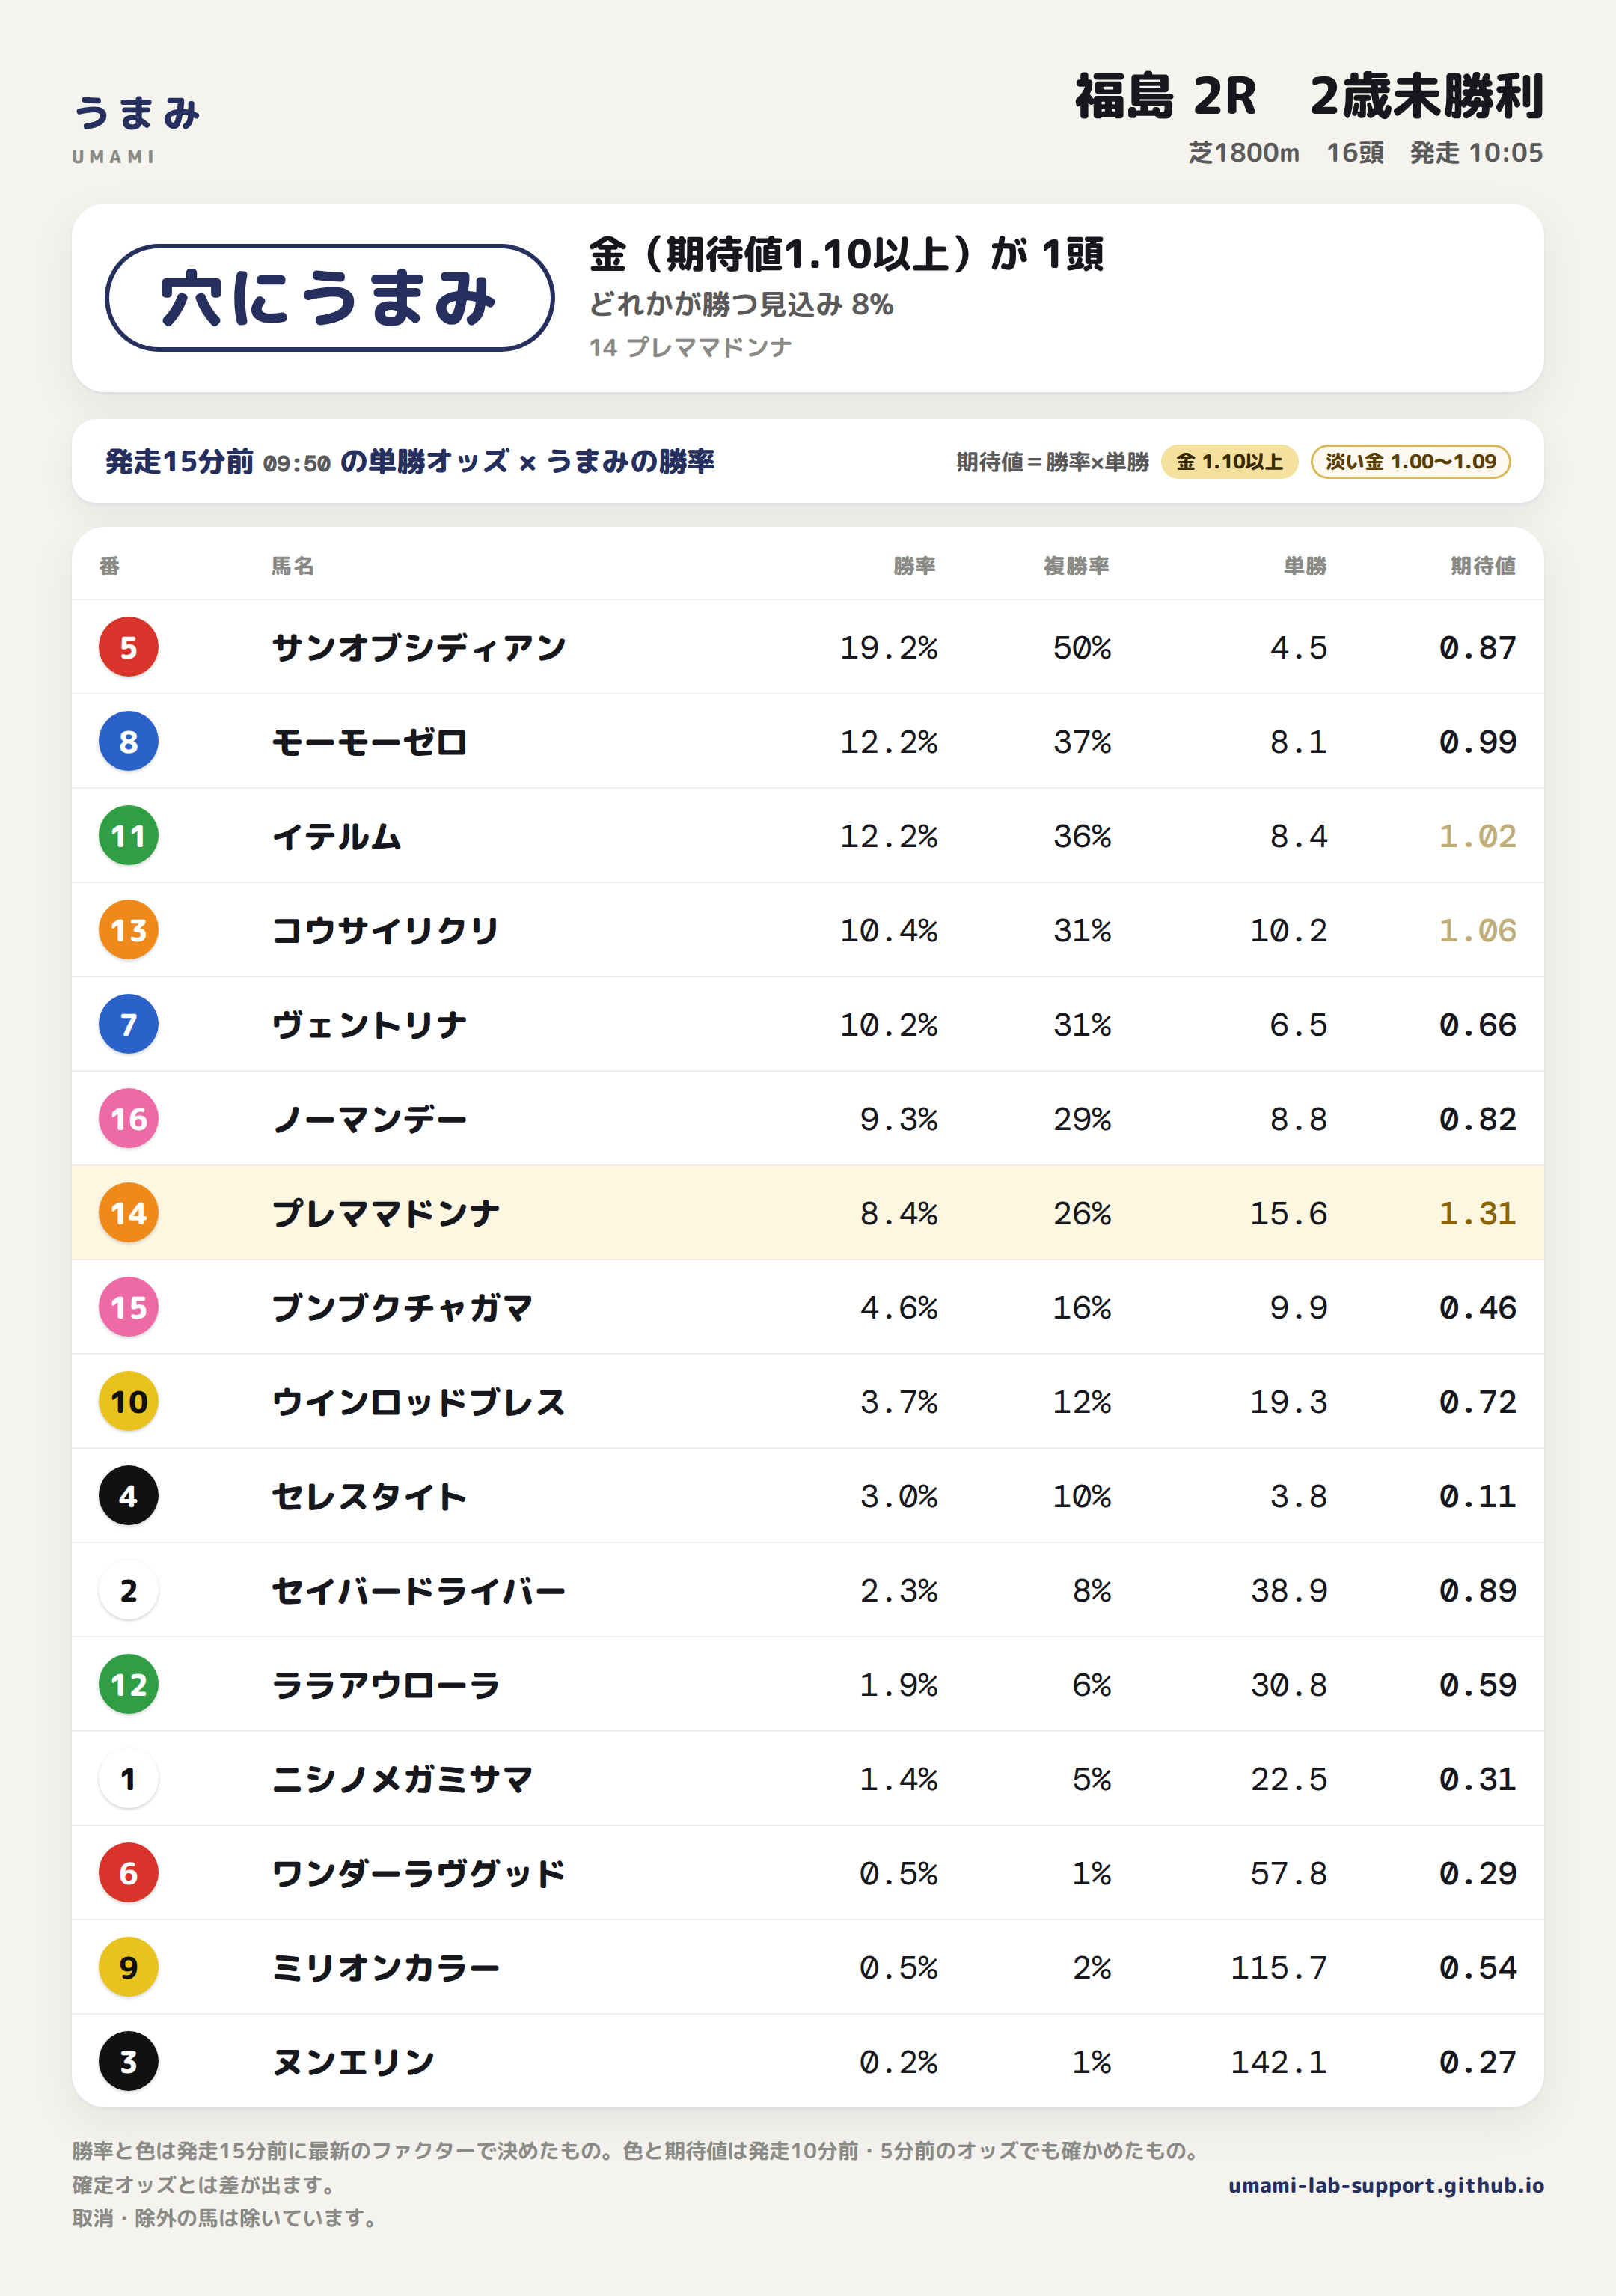 うまみ
UMAMI
福島 2R　2歳未勝利
芝1800m　16頭　発走 10:05
穴にうまみ
金（期待値1.10以上）が 1頭
どれかが勝つ見込み 8%
14 プレママドンナ
発走15分前 09:50 の単勝オッズ × うまみの勝率
期待値＝勝率×単勝 金 1.10以上 淡い金 1.00〜1.09
番 馬名 勝率 複勝率 単勝 期待値
5 サンオブシディアン 19.2% 50% 4.5 0.87
8 モーモーゼロ 12.2% 37% 8.1 0.99
11 イテルム 12.2% 36% 8.4 1.02
13 コウサイリクリ 10.4% 31% 10.2 1.06
7 ヴェントリナ 10.2% 31% 6.5 0.66
16 ノーマンデー 9.3% 29% 8.8 0.82
14 プレママドンナ 8.4% 26% 15.6 1.31
15 ブンブクチャガマ 4.6% 16% 9.9 0.46
10 ウインロッドブレス 3.7% 12% 19.3 0.72
4 セレスタイト 3.0% 10% 3.8 0.11
2 セイバードライバー 2.3% 8% 38.9 0.89
12 ララアウローラ 1.9% 6% 30.8 0.59
1 ニシノメガミサマ 1.4% 5% 22.5 0.31
6 ワンダーラヴグッド 0.5% 1% 57.8 0.29
9 ミリオンカラー 0.5% 2% 115.7 0.54
3 ヌンエリン 0.2% 1% 142.1 0.27
勝率と色は発走15分前に最新のファクターで決めたもの。色と期待値は発走10分前・5分前のオッズでも確かめたもの。
確定オッズとは差が出ます。
取消・除外の馬は除いています。
umami-lab-support.github.io